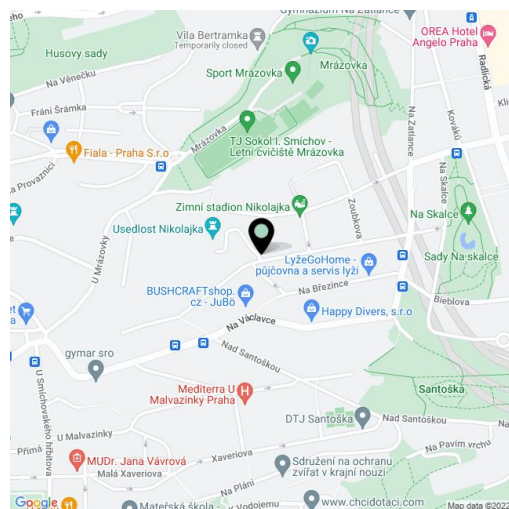 Gymnázium Na Zatlance
Husovy sady
Vila Bertramka
Temporarily closed
Mrázovka
OREA Hotel
Angelo Praha
Radlická
Na Věnečku
Sport Mrázovka
Fráni Šrámka
Na Zatlance
Kováků
Mrázovka
TJ Sokol I. Smíchov -
Letní cvičiště Mrázovka
Fiala - Praha S.r.o
Provaznicí
Na Skalce
Zimní stadion Nikolajka
Zoubkova
Na Skalce
Usedlost Nikolajka
Sady Na skalce
U Mrázovky
LyžeGoHome -
půjčovna a servis lyží
BUSHCRAFTshop.
cz - JuBö
Na Březince
Bieblova
Happy Divers, s.r.o
Na Václavce
gymar sro
Nad Santoškou
U Smíchovského hřbitova
Mediterra U
Malvazinky Praha
Santoška
DTJ Santoška
Nad Santoškou
U Malvazinky
Přímá
Na Pavím vrchu
Xaveriova
MUDr. Jana Vávrová
Malá Xaveriova
Sdružení na ochranu
zvířat v krajní nouzi
Na Pláni
www.chcidotaci.com
Google
Mateřská škola
K Vodojemu
Map data ©2022